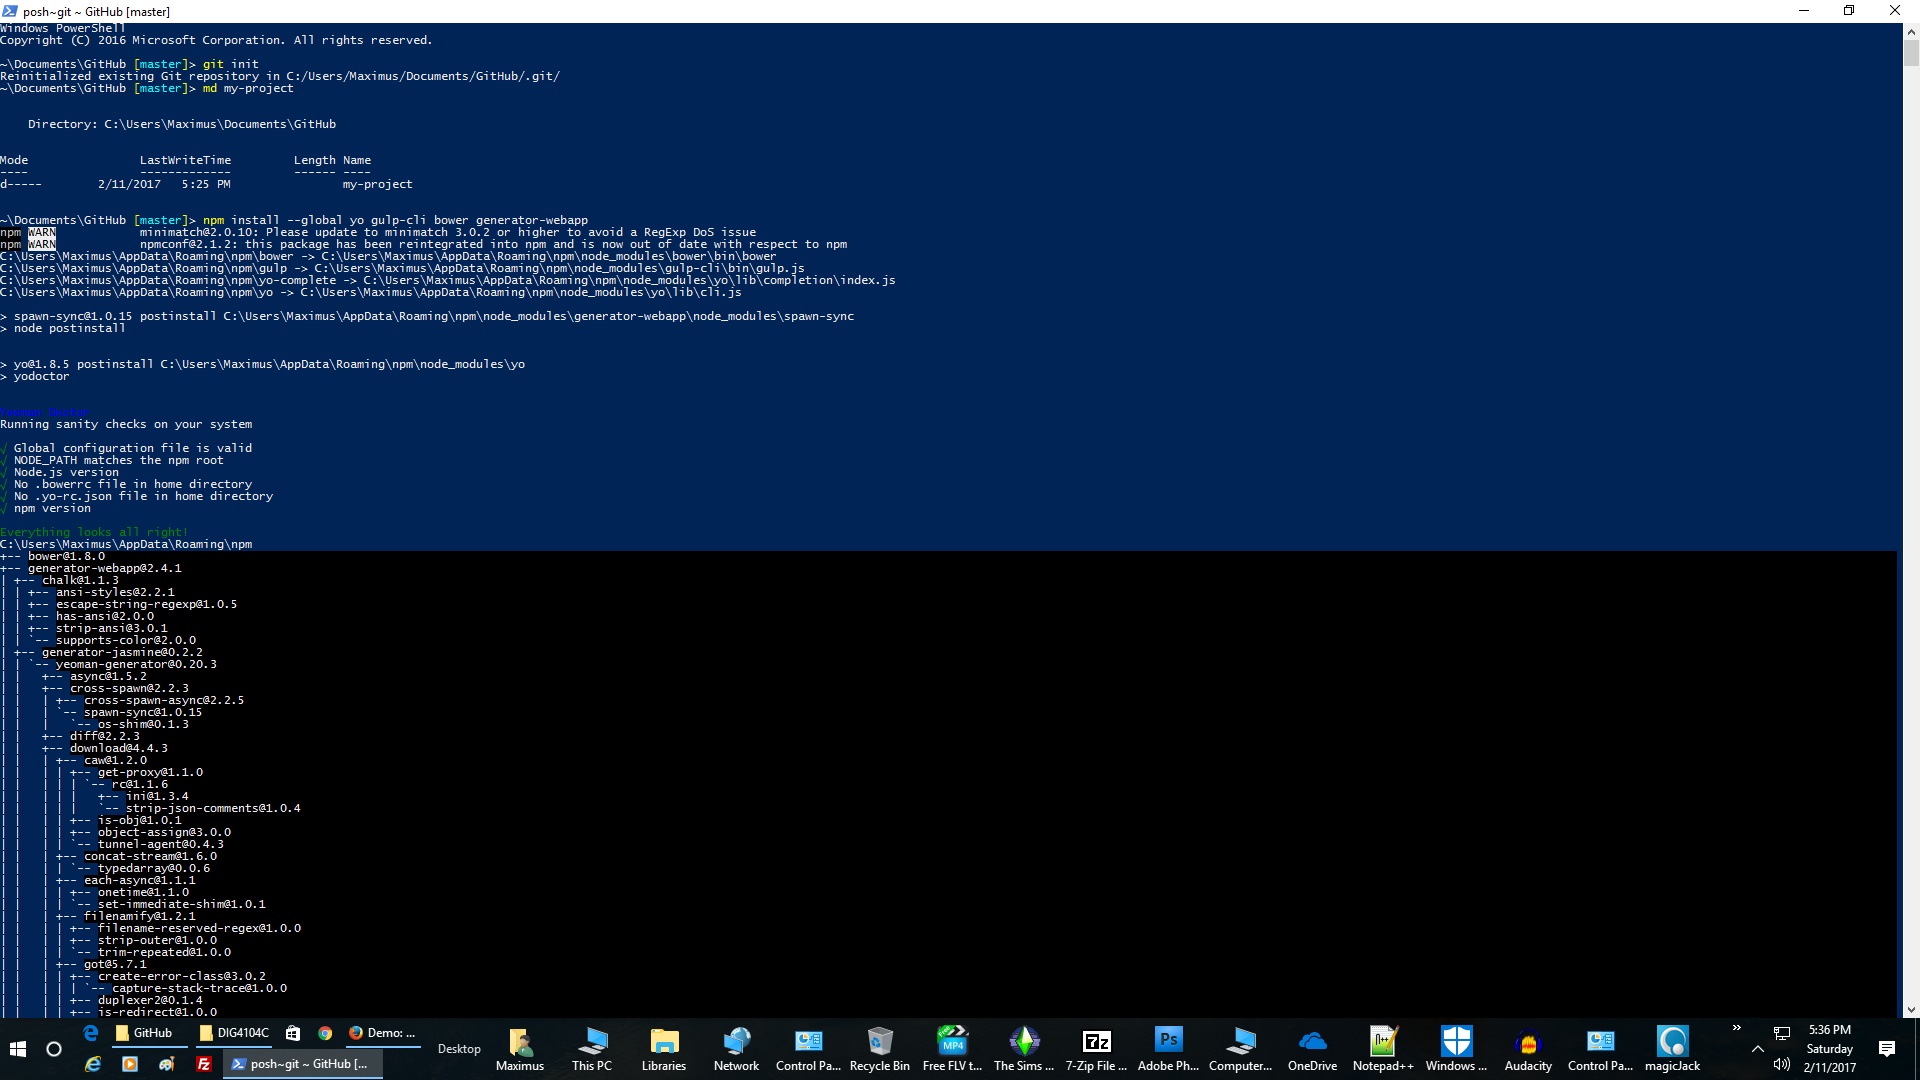 posh~git ~ GitHub [master]
Windows PowerShell
Copyright (C) 2016 Microsoft Corporation. All rights reserved.
~\Documents\GitHub [master]> git init
Reinitialized existing Git repository in C:/Users/Maximus/Documents/GitHub/.git/
~\Documents\GitHub [master]> md my-project
Directory: C:\Users\Maximus\Documents\GitHub
Mode LastWriteTime Length Name
---- ------------- ------ ----
d----- 2/11/2017 5:25 PM my-project
~\Documents\GitHub [master]> npm install --global yo gulp-cli bower generator-webapp
npm WARN minimatch@2.0.10: Please update to minimatch 3.0.2 or higher to avoid a RegExp DoS issue
npm WARN npmconf@2.1.2: this package has been reintegrated into npm and is now out of date with respect to npm
C:\Users\Maximus\AppData\Roaming\npm\bower -> C:\Users\Maximus\AppData\Roaming\npm\node_modules\bower\bin\bower
C:\Users\Maximus\AppData\Roaming\npm\gulp -> C:\Users\Maximus\AppData\Roaming\npm\node_modules\gulp-cli\bin\gulp.js
C:\Users\Maximus\AppData\Roaming\npm\yo-complete -> C:\Users\Maximus\AppData\Roaming\npm\node_modules\yo\lib\completion\index.js
C:\Users\Maximus\AppData\Roaming\npm\yo -> C:\Users\Maximus\AppData\Roaming\npm\node_modules\yo\lib\cli.js
> spawn-sync@1.0.15 postinstall C:\Users\Maximus\AppData\Roaming\npm\node_modules\generator-webapp\node_modules\spawn-sync
> node postinstall
> yo@1.8.5 postinstall C:\Users\Maximus\AppData\Roaming\npm\node_modules\yo
> yodoctor
Yeoman Doctor
Running sanity checks on your system
√ Global configuration file is valid
√ NODE_PATH matches the npm root
√ Node.js version
√ No .bowerrc file in home directory
√ No .yo-rc.json file in home directory
√ npm version
Everything looks all right!
C:\Users\Maximus\AppData\Roaming\npm
+-- bower@1.8.0
+-- generator-webapp@2.4.1
| +-- chalk@1.1.3
| | +-- ansi-styles@2.2.1
| | +-- escape-string-regexp@1.0.5
| | +-- has-ansi@2.0.0
| | +-- strip-ansi@3.0.1
| | `-- supports-color@2.0.0
| +-- generator-jasmine@0.2.2
| | `-- yeoman-generator@0.20.3
| |   +-- async@1.5.2
| |   +-- cross-spawn@2.2.3
| |   | +-- cross-spawn-async@2.2.5
| |   | `-- spawn-sync@1.0.15
| |   |   `-- os-shim@0.1.3
| |   +-- diff@2.2.3
| |   +-- download@4.4.3
| |   | +-- caw@1.2.0
| |   | | +-- get-proxy@1.1.0
| |   | | | `-- rc@1.1.6
| |   | | |   +-- ini@1.3.4
| |   | | |   `-- strip-json-comments@1.0.4
| |   | | +-- is-obj@1.0.1
| |   | | +-- object-assign@3.0.0
| |   | | `-- tunnel-agent@0.4.3
| |   | +-- concat-stream@1.6.0
| |   | | `-- typedarray@0.0.6
| |   | +-- each-async@1.1.1
| |   | | +-- onetime@1.1.0
| |   | | `-- set-immediate-shim@1.0.1
| |   | +-- filenamify@1.2.1
| |   | | +-- filename-reserved-regex@1.0.0
| |   | | +-- strip-outer@1.0.0
| |   | | `-- trim-repeated@1.0.0
| |   | +-- got@5.7.1
| |   | | +-- create-error-class@3.0.2
| |   | | | `-- capture-stack-trace@1.0.0
| |   | | +-- duplexer2@0.1.4
| |   | | +-- is-redirect@1.0.0
GitHub
DIG4104C
Demo: ...
posh~git ~ GitHub [...
Desktop
Maximus
This PC
Libraries
Network
Control Pa...
Recycle Bin
MP4
Free FLV t...
The Sims ...
7z
7-Zip File ...
Ps
Adobe Ph...
Computer...
OneDrive
Notepad++
Windows ...
Audacity
Control Pa...
magicJack
5:36 PM
Saturday
2/11/2017